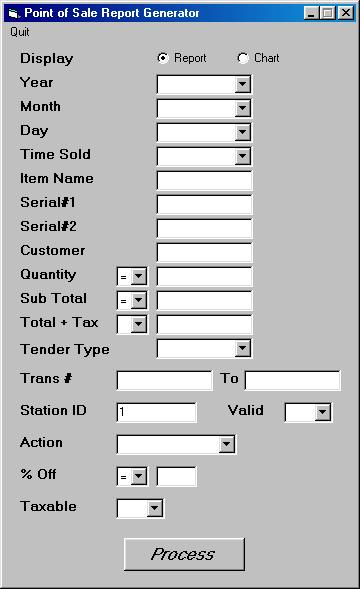 Point of Sale Report Generator
Quit
Display Report Chart
Year
Month
Day
Time Sold
Item Name
Serial#1
Serial#2
Customer
Quantity =
Sub Total =
Total + Tax
Tender Type
Trans # To
Station ID 1 Valid
Action
% Off =
Taxable
Process